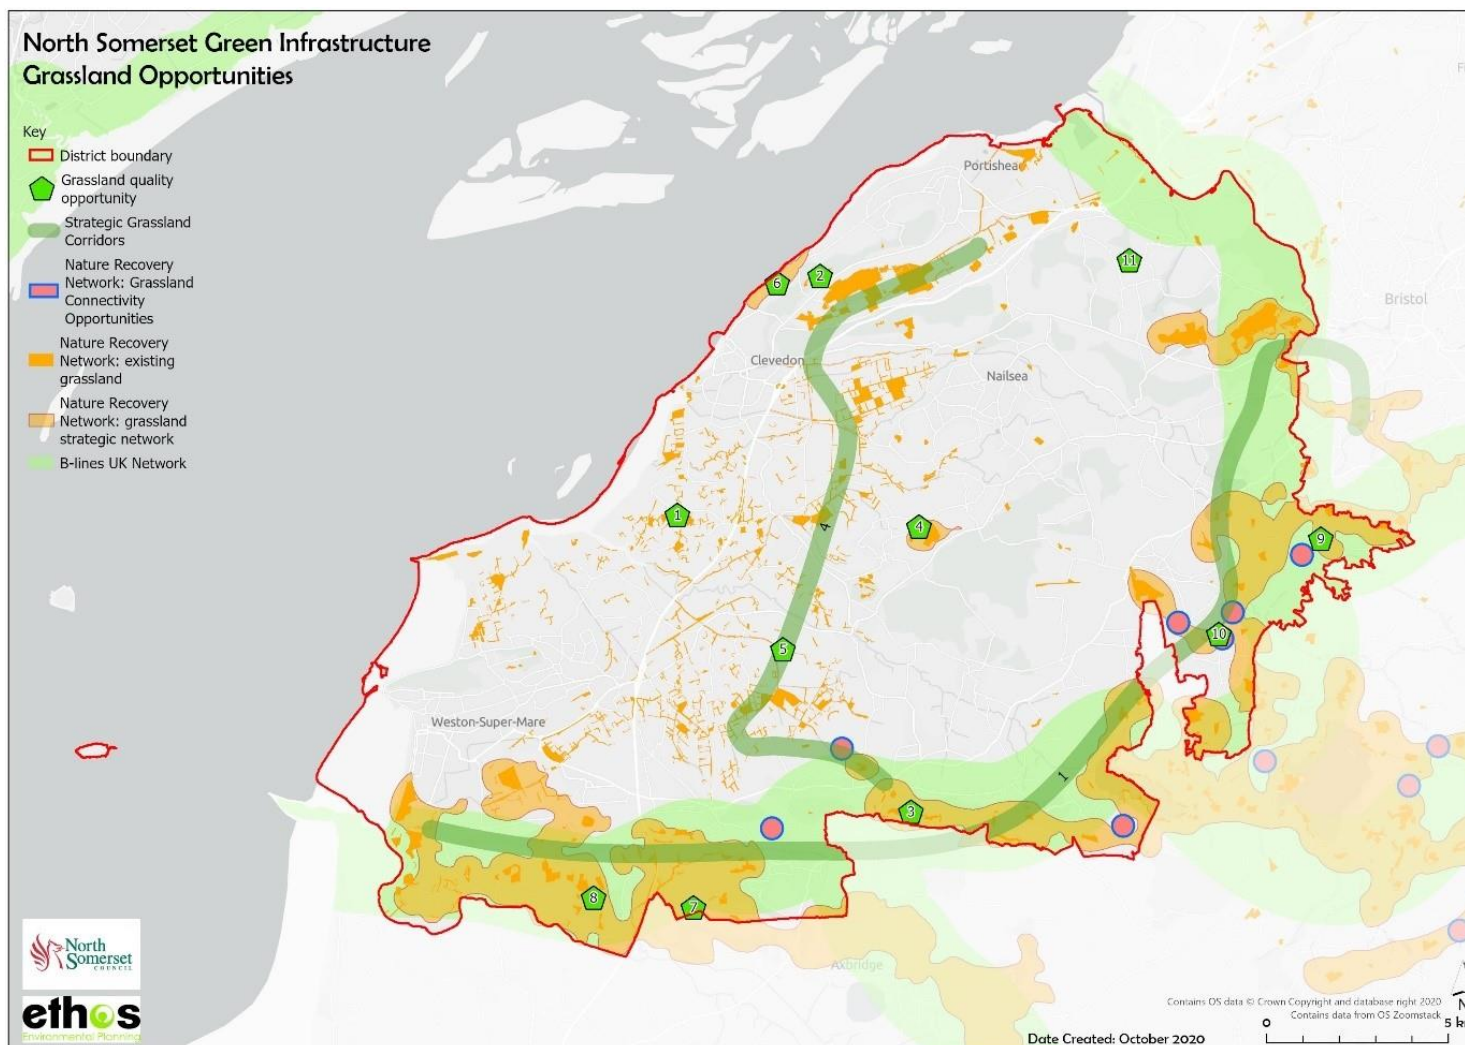 North Somerset Green Infrastructure
Grassland Opportunities
Key
District boundary
Grassland quality
opportunity
Strategic Grassland
Corridors
Nature Recovery
Network: Grassland
Connectivity
Opportunities
Nature Recovery
Network: existing
grassland
Nature Recovery
Network: grassland
strategic network
B-lines UK Network
Portishead
11
2
6
Bristol
Clevedon
Nailsea
1
4
4
9
10
5
Weston-Super-Mare
1
3
8
7
Axbridge
North
Somerset
COUNCIL
ethos
Environmental Planning
Contains OS data © Crown Copyright and database right 2020
Contains data from OS Zoomstack
Date Created: October 2020
0
5
N